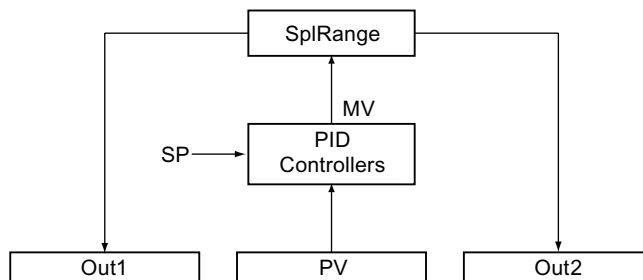 SplRange
MV
SP
PID
Controllers
Out1
PV
Out2